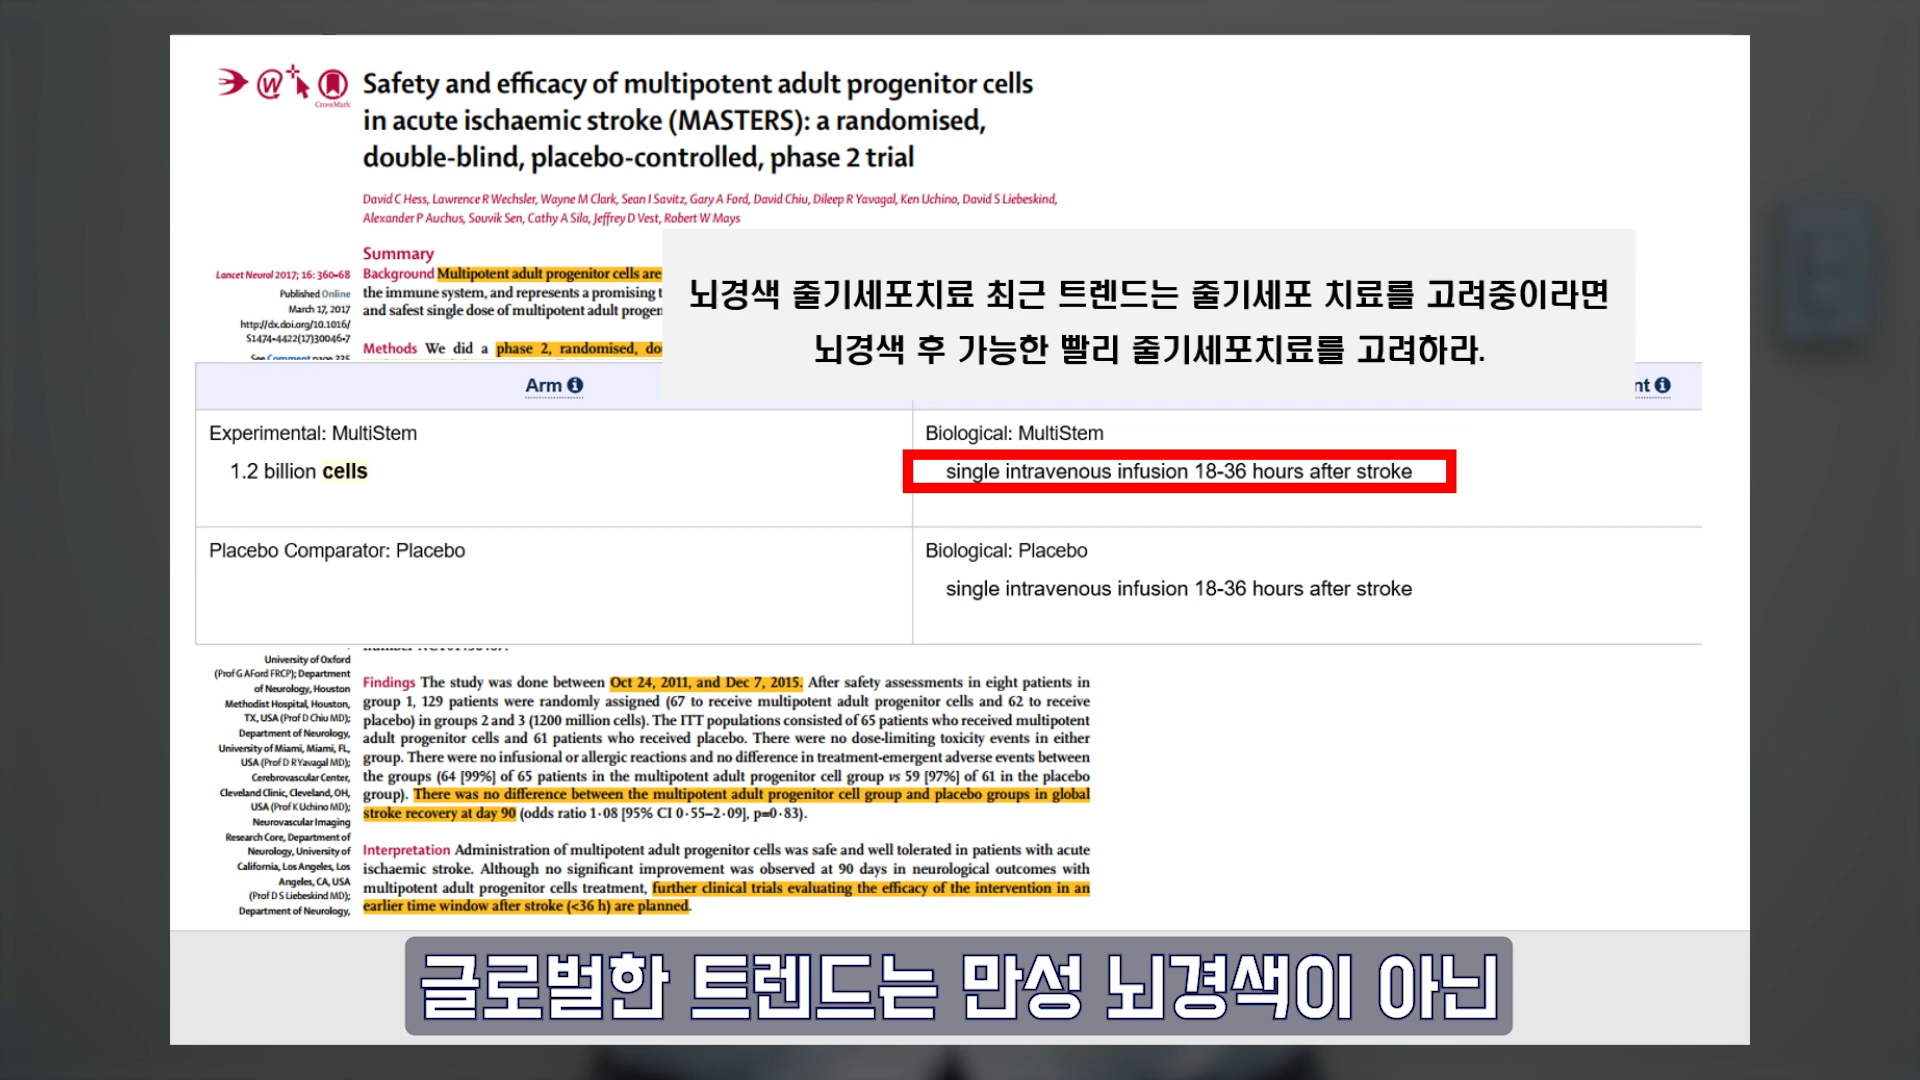 Safety and efficacy of multipotent adult progenitor cells
in acute ischaemic stroke (MASTERS): a randomised,
double-blind, placebo-controlled, phase 2 trial
CrossMark
David C Hess, Lawrence R Wechsler, Wayne M Clark, Sean I Savitz, Gary A Ford, David Chiu, Dileep R Yavagal, Ken Uchino, David S Liebeskind,
Alexander P Auchus, Souvik Sen, Cathy A Sila, Jeffrey D Vest, Robert W Mays
Summary
Background Multipotent adult progenitor cells are
the immune system, and represents a promising t
and safest single dose of multipotent adult proger
Methods We did a phase 2, randomised, do
Lancet Neurol 2017; 16: 360–68
Published Online
March 17, 2017
http://dx.doi.org/10.1016/
S1474-4422(17)30046-7
See Comment page 335
뇌경색 줄기세포치료 최근 트렌드는 줄기세포 치료를 고려중이라면
뇌경색 후 가능한 빨리 줄기세포치료를 고려하라.
Arm
nt
Experimental: MultiStem
1.2 billion cells
Biological: MultiStem
single intravenous infusion 18-36 hours after stroke
Placebo Comparator: Placebo
Biological: Placebo
single intravenous infusion 18-36 hours after stroke
University of Oxford
(Prof G A Ford FRCP); Department
of Neurology, Houston
Methodist Hospital, Houston,
TX, USA (Prof D Chiu MD);
Department of Neurology,
University of Miami, Miami, FL,
USA (Prof D R Yavagal MD);
Cerebrovascular Center,
Cleveland Clinic, Cleveland, OH,
USA (Prof K Uchino MD);
Neurovascular Imaging
Research Core, Department of
Neurology, University of
California, Los Angeles, Los
Angeles, CA, USA
(Prof D S Liebeskind MD);
Department of Neurology,
Findings The study was done between Oct 24, 2011, and Dec 7, 2015. After safety assessments in eight patients in
group 1, 129 patients were randomly assigned (67 to receive multipotent adult progenitor cells and 62 to receive
placebo) in groups 2 and 3 (1200 million cells). The ITT populations consisted of 65 patients who received multipotent
adult progenitor cells and 61 patients who received placebo. There were no dose-limiting toxicity events in either
group. There were no infusional or allergic reactions and no difference in treatment-emergent adverse events between
the groups (64 [99%] of 65 patients in the multipotent adult progenitor cell group vs 59 [97%] of 61 in the placebo
group). There was no difference between the multipotent adult progenitor cell group and placebo groups in global
stroke recovery at day 90 (odds ratio 1·08 [95% CI 0·55–2·09], p=0·83).
Interpretation Administration of multipotent adult progenitor cells was safe and well tolerated in patients with acute
ischaemic stroke. Although no significant improvement was observed at 90 days in neurological outcomes with
multipotent adult progenitor cells treatment, further clinical trials evaluating the efficacy of the intervention in an
earlier time window after stroke (<36 h) are planned.
글로벌한 트렌드는 만성 뇌경색이 아닌